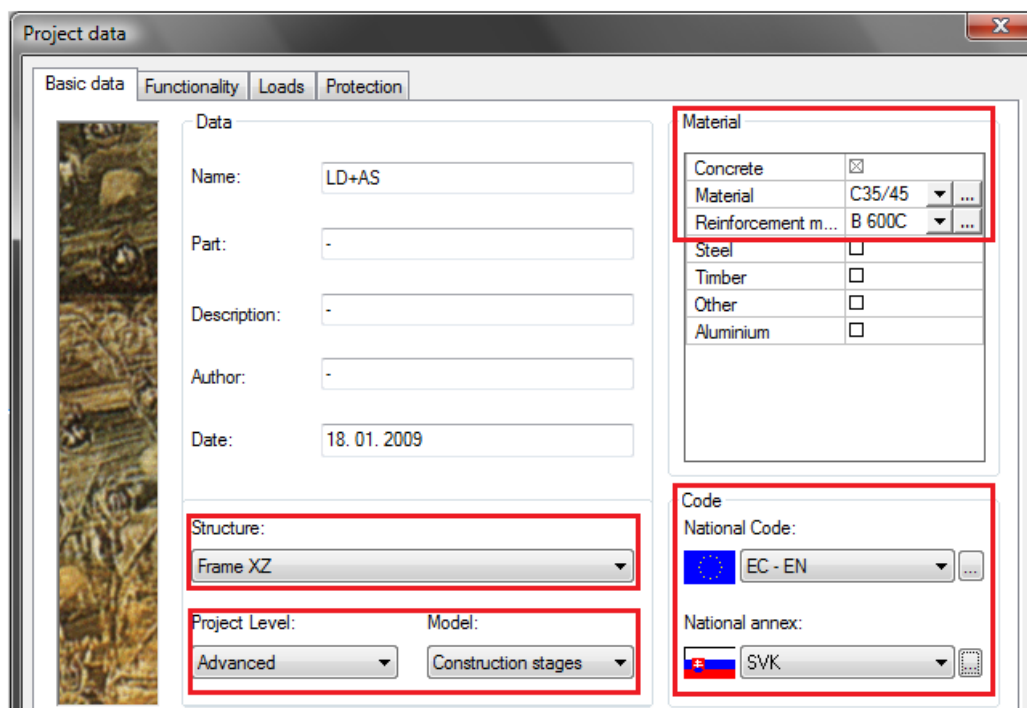 Project data
Basic data Functionality Loads Protection
Data
Name: LD+AS
Part: -
Description: -
Author: -
Date: 18. 01. 2009
Material
Concrete
Material C35/45 ...
Reinforcement m... B 600C ...
Steel
Timber
Other
Aluminium
Structure:
Frame XZ
Project Level: Model:
Advanced Construction stages
Code
National Code:
EC - EN ...
National annex:
SVK ...